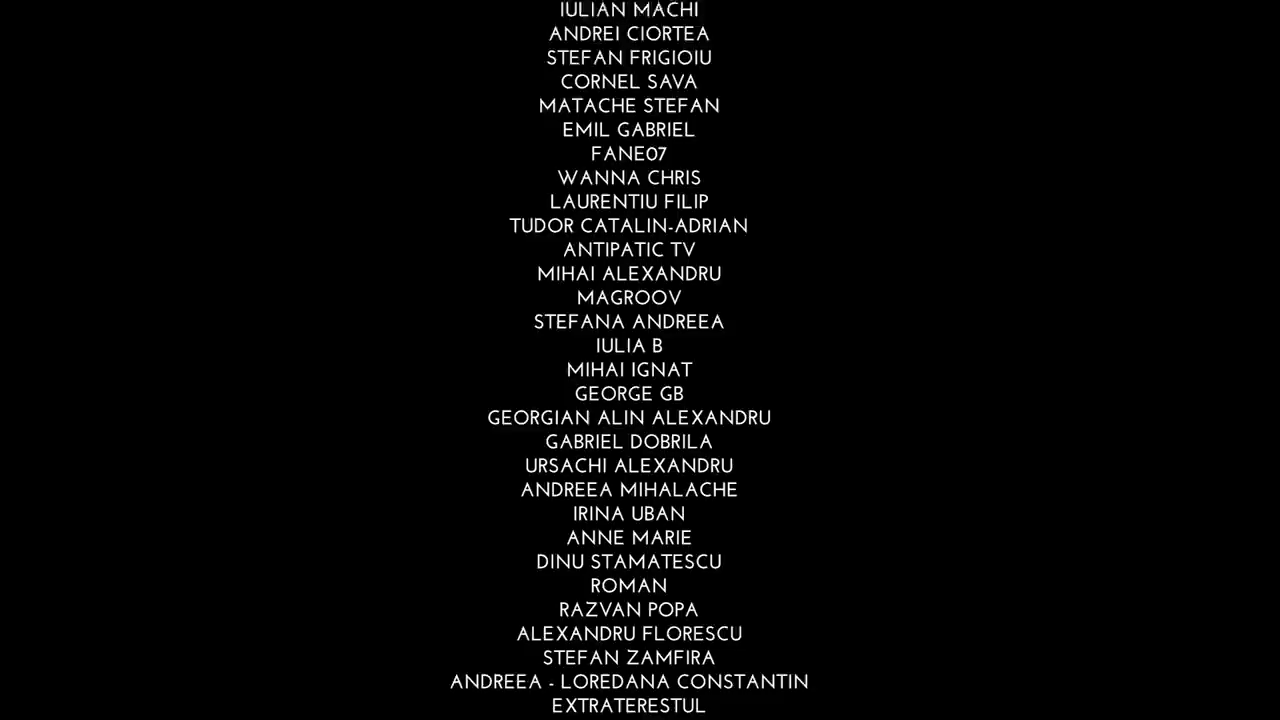 IULIAN MACHI
ANDREI CIORTEA
STEFAN FRIGIOIU
CORNEL SAVA
MATACHE STEFAN
EMIL GABRIEL
FANE07
WANNA CHRIS
LAURENTIU FILIP
TUDOR CATALIN-ADRIAN
ANTIPATIC TV
MIHAI ALEXANDRU
MAGROOV
STEFANA ANDREEA
IULIA B
MIHAI IGNAT
GEORGE GB
GEORGIAN ALIN ALEXANDRU
GABRIEL DOBRILA
URSACHI ALEXANDRU
ANDREEA MIHALACHE
IRINA UBAN
ANNE MARIE
DINU STAMATESCU
ROMAN
RAZVAN POPA
ALEXANDRU FLORESCU
STEFAN ZAMFIRA
ANDREEA - LOREDANA CONSTANTIN
EXTRATERESTUL